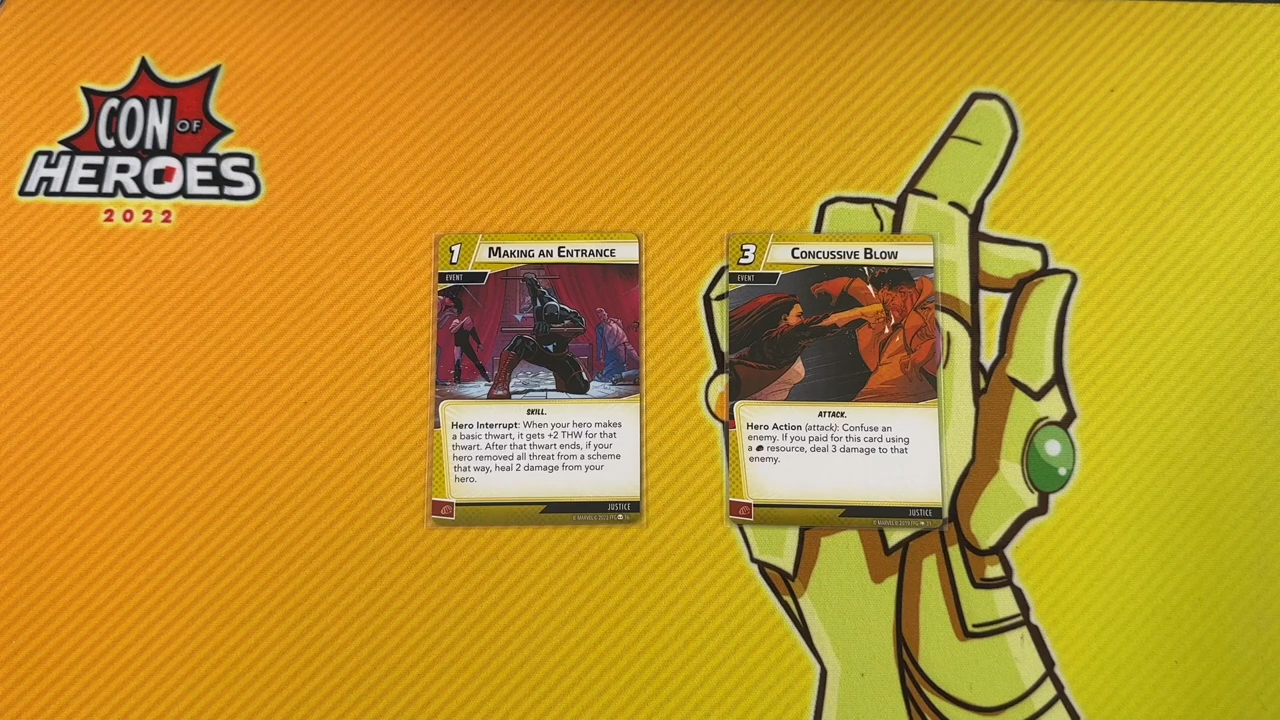 CON OF
HEROES
2022
1
MAKING AN ENTRANCE
EVENT
SKILL.
Hero Interrupt: When your hero makes
a basic thwart, it gets +2 THW for that
thwart. After that thwart ends, if your
hero removed all threat from a scheme
that way, heal 2 damage from your
hero.
JUSTICE
3
CONCUSSIVE BLOW
EVENT
ATTACK.
Hero Action (attack): Confuse an
enemy. If you paid for this card using
a resource, deal 3 damage to that
enemy.
JUSTICE